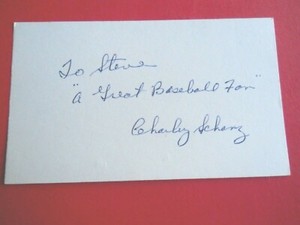 To Steve
"A Great Baseball Fan"
Charley Schanz